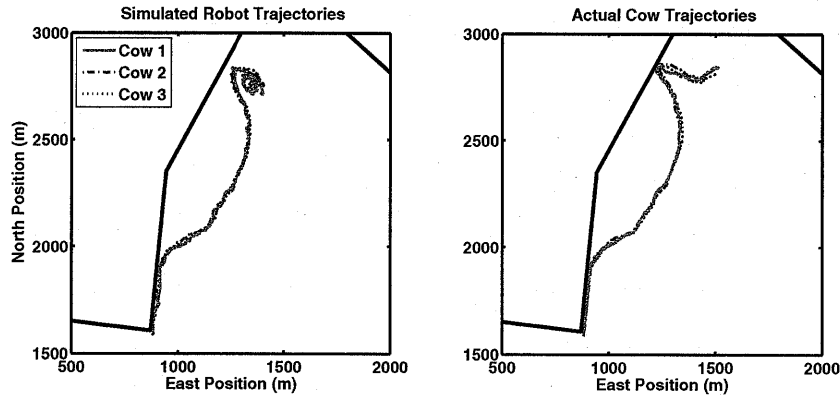 Simulated Robot Trajectories
3000
2500
2000
1500
500
1000
1500
2000
North Position (m)
East Position (m)
Cow 1
Cow 2
Cow 3
Actual Cow Trajectories
3000
2500
2000
1500
500
1000
1500
2000
East Position (m)